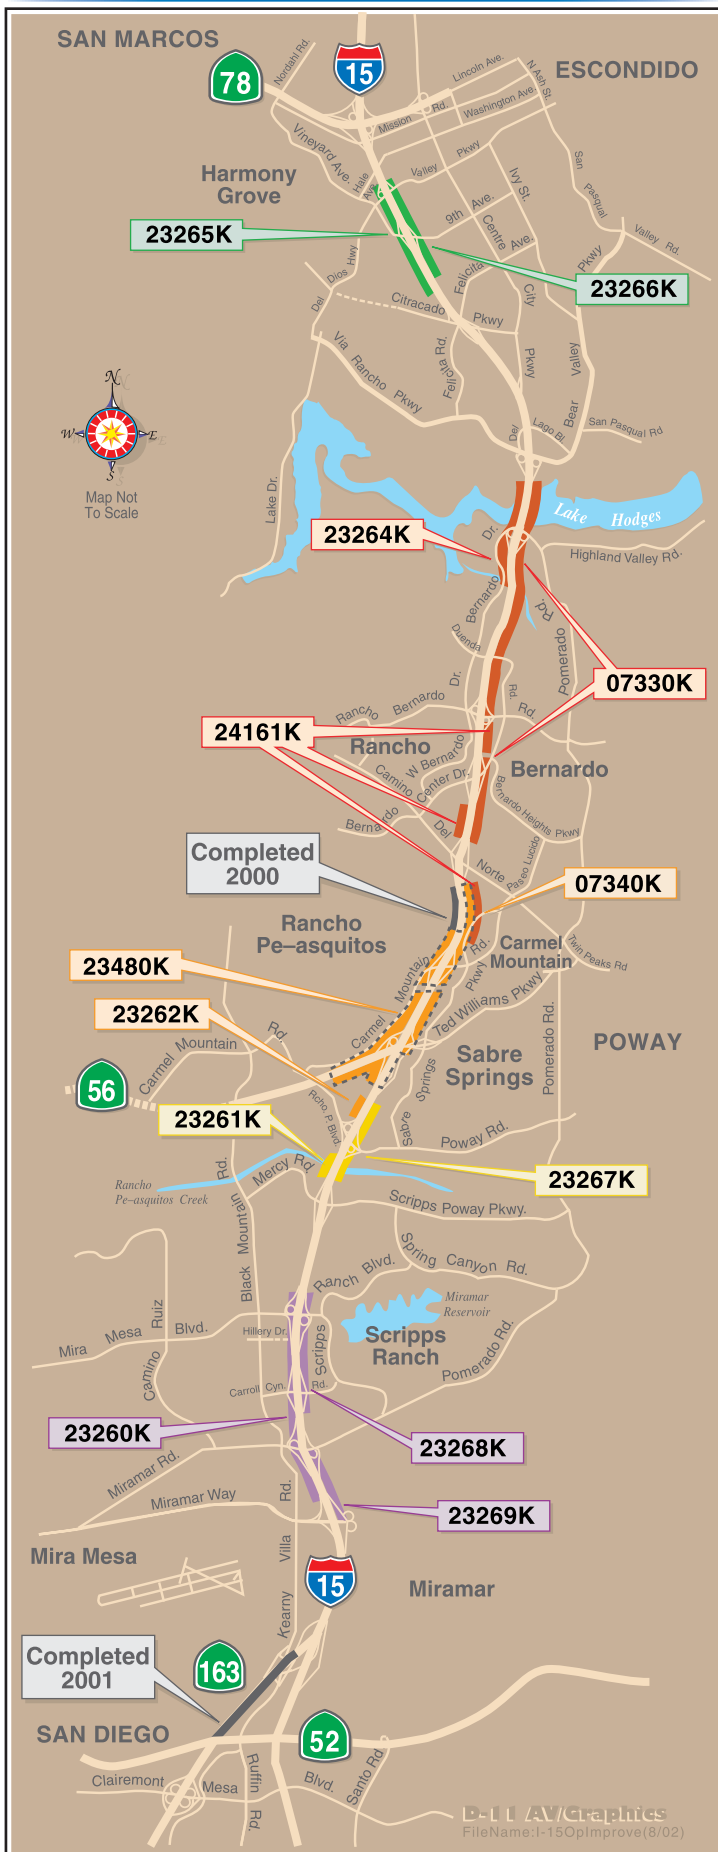 SAN MARCOS
78
Nordahl Rd.
15
Lincoln Ave.
N Ash St.
ESCONDIDO
Mission Rd.
Washington Ave.
Vineyard Ave.
Hale Ave.
Valley Pkwy
Harmony
Grove
Ivy St.
San Pasqual
Valley Rd.
9th Ave.
Centre
City
Pkwy
Felicita Ave.
23265K
23266K
Del Dios Hwy
Citracado Pkwy
Via Rancho Pkwy
Felicita Rd.
Bear Valley Pkwy
Del Lago Bl
San Pasqual Rd
N
W
E
S
Map Not
To Scale
Lake Dr.
Lake Hodges
23264K
Highland Valley Rd.
Bernardo Dr.
Pomerado Rd.
Duenda Rd.
07330K
Rancho Bernardo Rd.
24161K
Rancho Bernardo
W Bernardo Dr.
Camino Del Norte
Bernardo Center Dr.
Bernardo Heights Pkwy
Paseo Lucido
Completed
2000
07340K
Rancho
Pe–asquitos
Carmel
Mountain
Twin Peaks Rd
23480K
Carmel Mountain Rd.
Ted Williams Pkwy
Pkwy
23262K
POWAY
Sabre
Springs
Pomerado Rd.
Carmel Mountain Rd.
56
Rcho. P Blvd.
Sabre Springs
23261K
Poway Rd.
Mercy Rd
23267K
Rancho
Pe–asquitos Creek
Scripps Poway Pkwy.
Black Mountain Rd.
Spring Canyon Rd.
Scripps Ranch Blvd.
Miramar
Reservoir
Mira Mesa Blvd.
Camino Ruiz
Hillery Dr.
Scripps
Ranch
Carroll Cyn. Rd.
Pomerado Rd.
23260K
23268K
Miramar Rd.
Miramar Way
23269K
Kearny Villa Rd.
Mira Mesa
15
Miramar
Completed
2001
163
SAN DIEGO
52
Clairemont Mesa Blvd.
Ruffin Rd.
Santo Rd
D-11 AV/Graphics
FileName:I-15OpImprove(8/02)